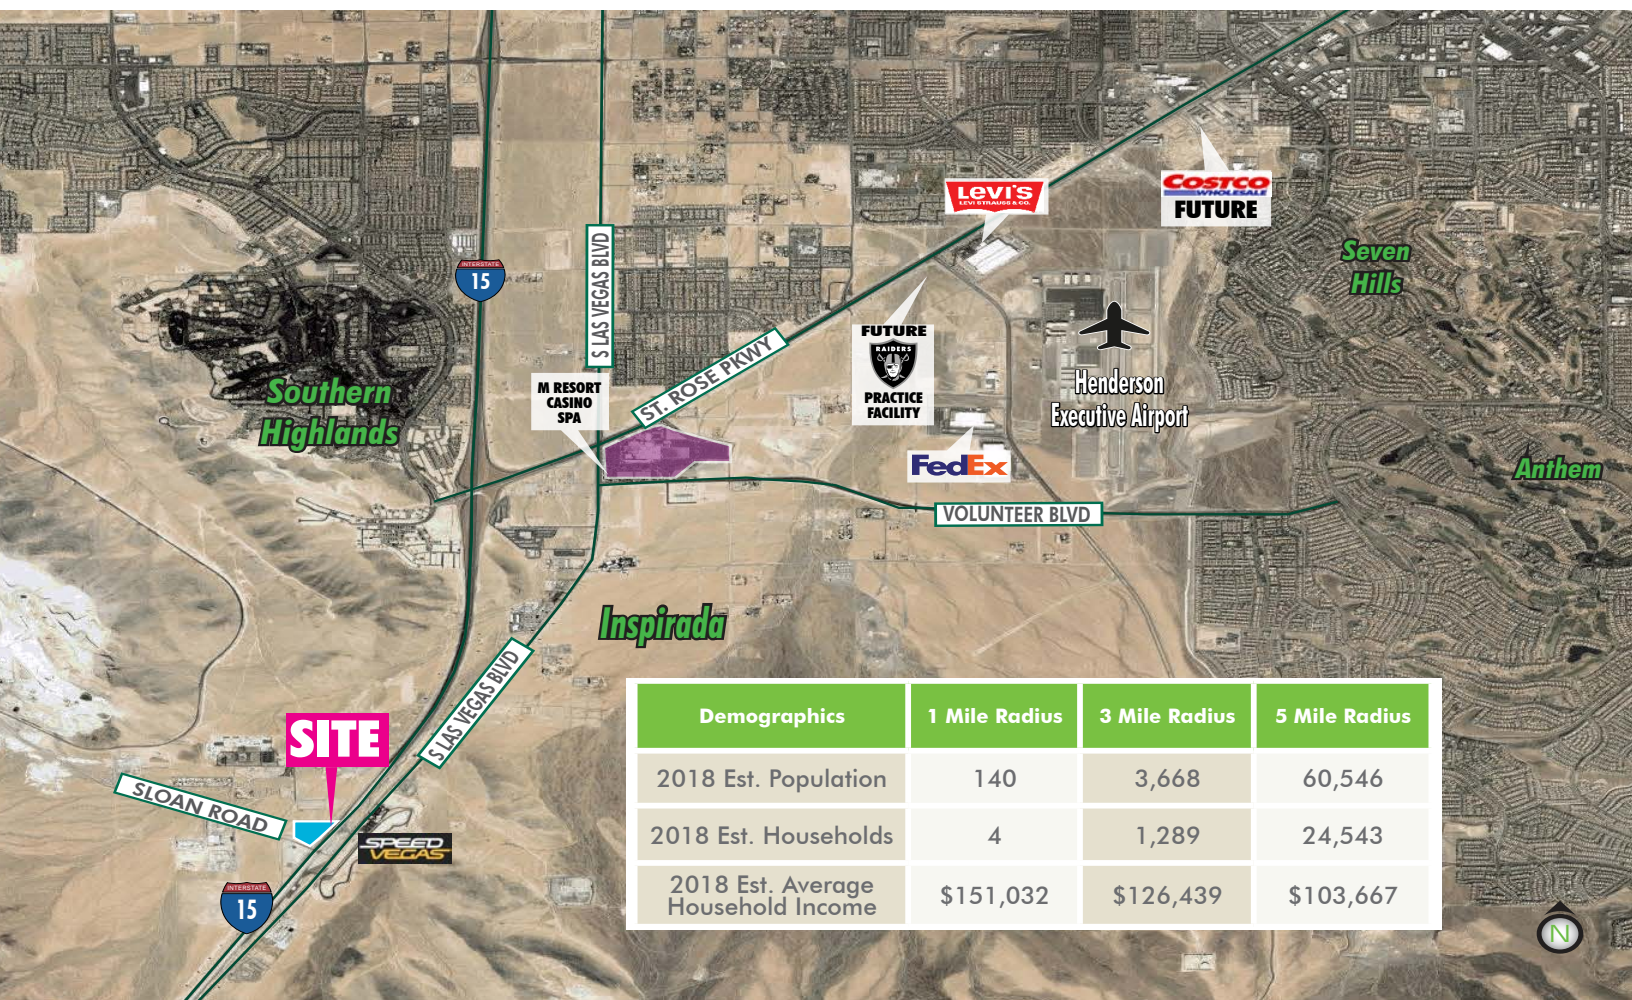 LEVI'S
LEVI STRAUSS & CO.
COSTCO
WHOLESALE
FUTURE
Seven
Hills
INTERSTATE
15
S LAS VEGAS BLVD
ST. ROSE PKWY
FUTURE
RAIDERS
PRACTICE
FACILITY
Henderson
Executive Airport
M RESORT
CASINO
SPA
Southern
Highlands
FedEx
Anthem
VOLUNTEER BLVD
Inspirada
S LAS VEGAS BLVD
SITE
SLOAN ROAD
SPEED
VEGAS
INTERSTATE
15
Demographics 1 Mile Radius 3 Mile Radius 5 Mile Radius
2018 Est. Population 140 3,668 60,546
2018 Est. Households 4 1,289 24,543
2018 Est. Average
Household Income $151,032 $126,439 $103,667
N